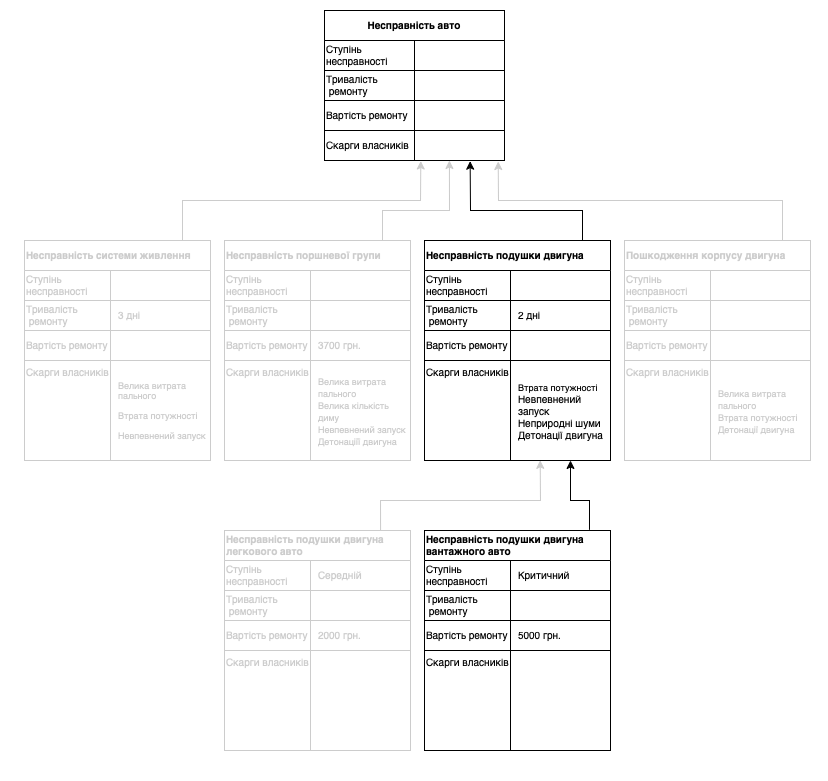 Несправність авто
Ступінь
несправності
Тривалість
ремонту
Вартість ремонту
Скарги власників
Несправність системи живлення
Ступінь
несправності
Тривалість
ремонту
3 дні
Вартість ремонту
Скарги власників
Велика витрата
пального
Втрата потужності
Невпевнений запуск
Несправність поршневої групи
Ступінь
несправності
Тривалість
ремонту
Вартість ремонту
3700 грн.
Скарги власників
Велика витрата
пального
Велика кількість
диму
Невпевнений запуск
Детонаціїї двигуна
Несправність подушки двигуна
Ступінь
несправності
Тривалість
ремонту
2 дні
Вартість ремонту
Скарги власників
Втрата потужності
Невпевнений
запуск
Неприродні шуми
Детонації двигуна
Пошкодження корпусу двигуна
Ступінь
несправності
Тривалість
ремонту
Вартість ремонту
Скарги власників
Велика витрата
пального
Втрата потужності
Детонації двигуна
Несправність подушки двигуна
легкового авто
Ступінь
несправності
Середній
Тривалість
ремонту
Вартість ремонту
2000 грн.
Скарги власників
Несправність подушки двигуна
вантажного авто
Ступінь
несправності
Критичний
Тривалість
ремонту
Вартість ремонту
5000 грн.
Скарги власників